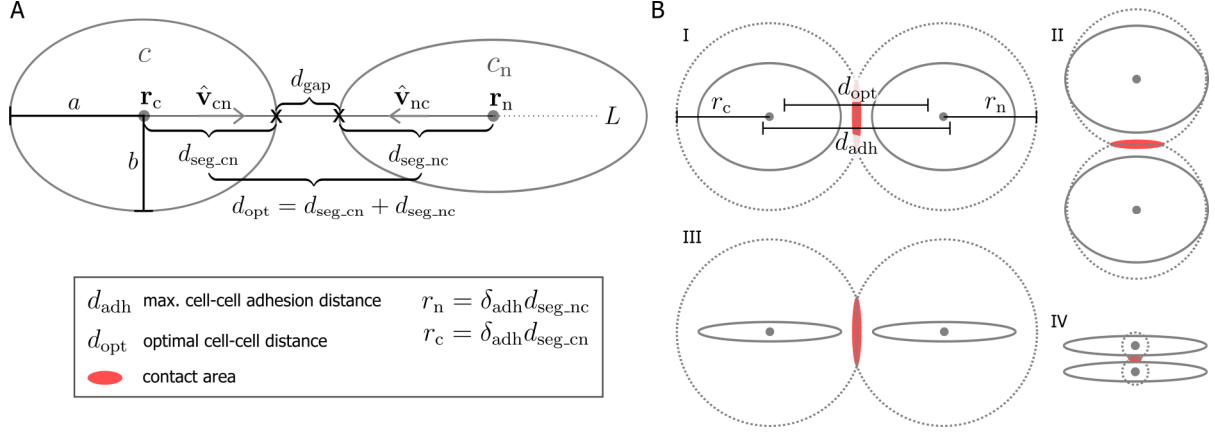 A
c
c_n
d_gap
a
r_c
v̂_cn
v̂_nc
r_n
L
b
d_seg_cn
d_seg_nc
d_opt = d_seg_cn + d_seg_nc
d_adh max. cell-cell adhesion distance
r_n = δ_adh d_seg_nc
d_opt optimal cell-cell distance
r_c = δ_adh d_seg_cn
contact area
B
I
r_c
d_opt
d_adh
r_n
II
III
IV